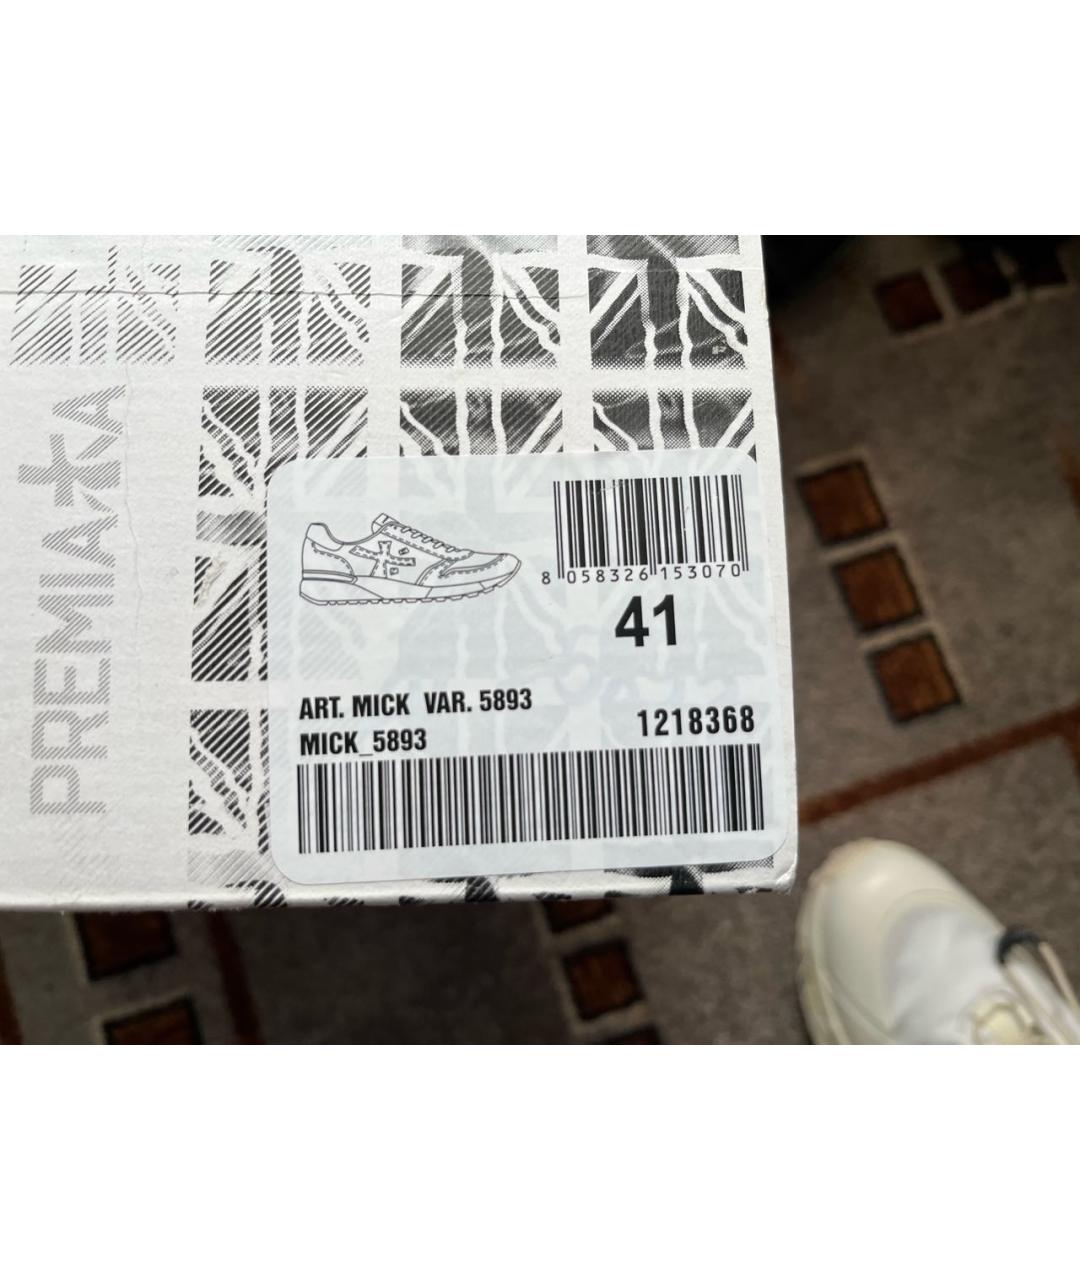 PREMIATA
8 058326 153070
41
ART. MICK VAR. 5893
MICK_5893
1218368